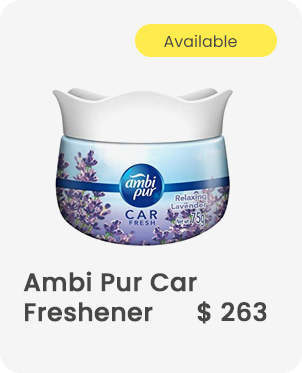 Available
ambi
pur
CAR
FRESH
Relaxing
Lavender
75g
Ambi Pur Car
Freshener $ 263